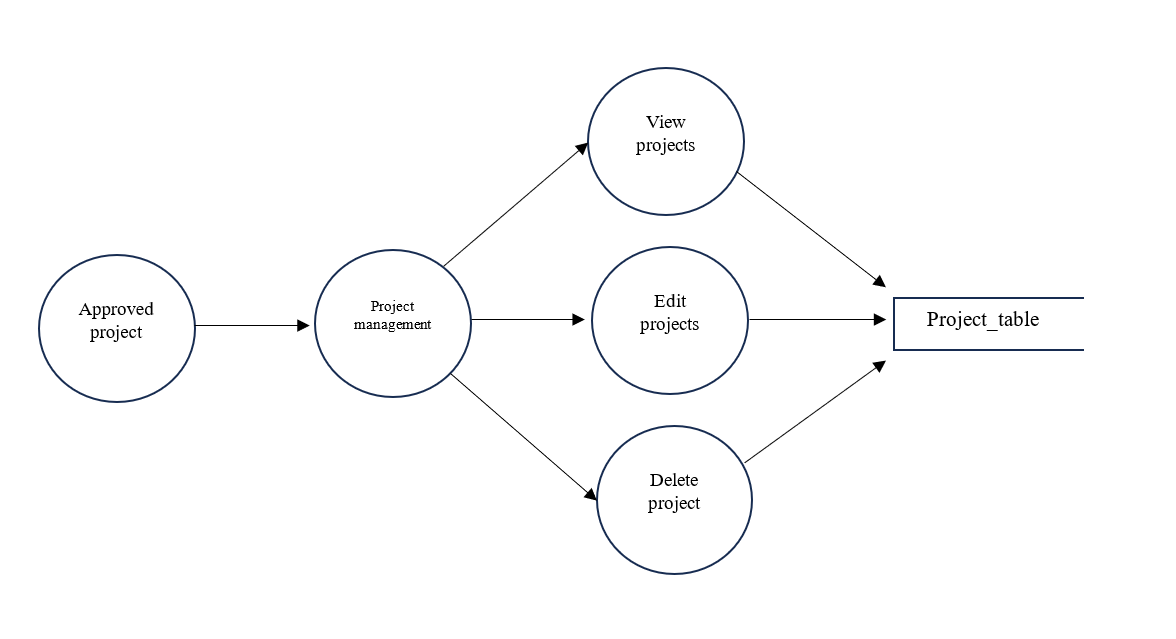 View
projects
Approved
project
Project
management
Edit
projects
Project_table
Delete
project